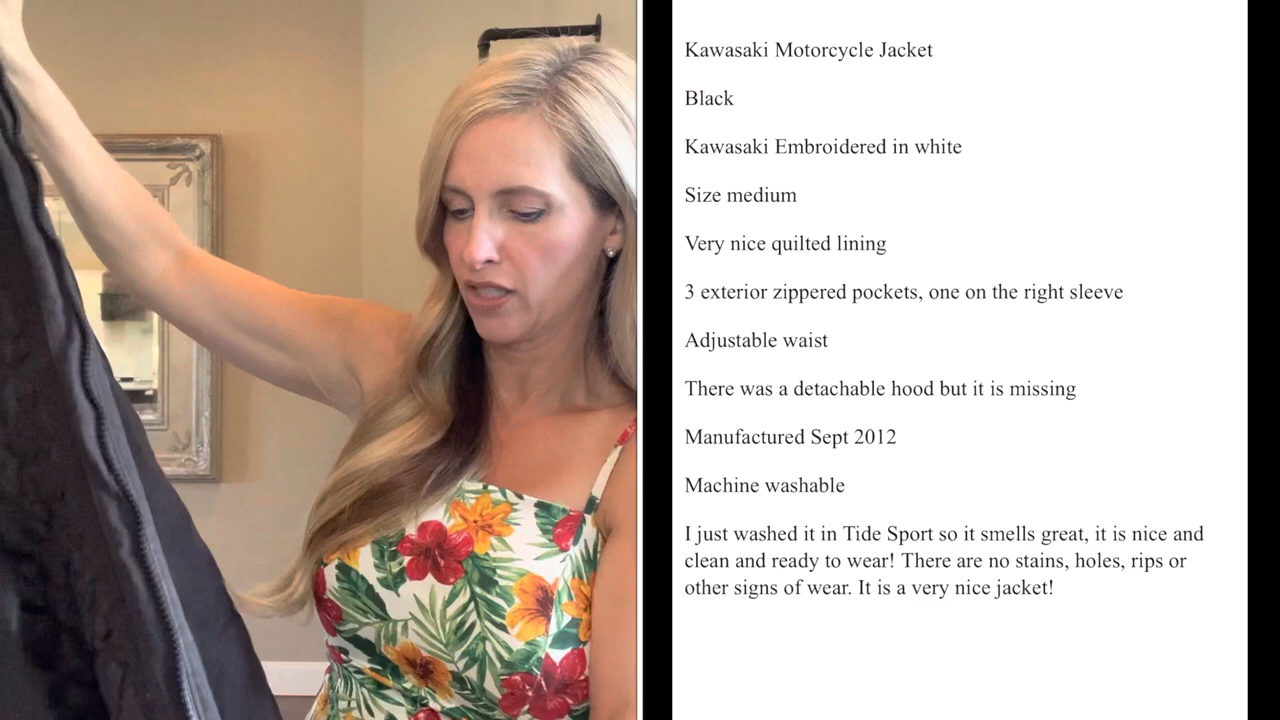 Kawasaki Motorcycle Jacket
Black
Kawasaki Embroidered in white
Size medium
Very nice quilted lining
3 exterior zippered pockets, one on the right sleeve
Adjustable waist
There was a detachable hood but it is missing
Manufactured Sept 2012
Machine washable
I just washed it in Tide Sport so it smells great, it is nice and
clean and ready to wear! There are no stains, holes, rips or
other signs of wear. It is a very nice jacket!